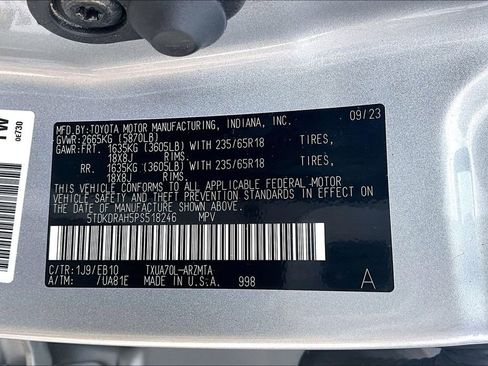 MFD. BY: TOYOTA MOTOR MANUFACTURING, INDIANA, INC. 09/23
GVWR: 2665KG (5870LB)
GAWR: FRT. 1635KG (3605LB) WITH 235/65R18 TIRES,
18X8J RIMS.
RR. 1635KG (3605LB) WITH 235/65R18 TIRES,
18X8J RIMS.
THIS VEHICLE CONFORMS TO ALL APPLICABLE FEDERAL MOTOR
VEHICLE SAFETY AND THEFT PREVENTION STANDARDS IN EFFECT
ON THE DATE OF MANUFACTURE SHOWN ABOVE.
5TDKDRAH5PS518246 MPV
C/TR: 1J9/EB10 TXUA70L-ARZMTA A
A/TM: /UA81E MADE IN U.S.A. 998
0E730